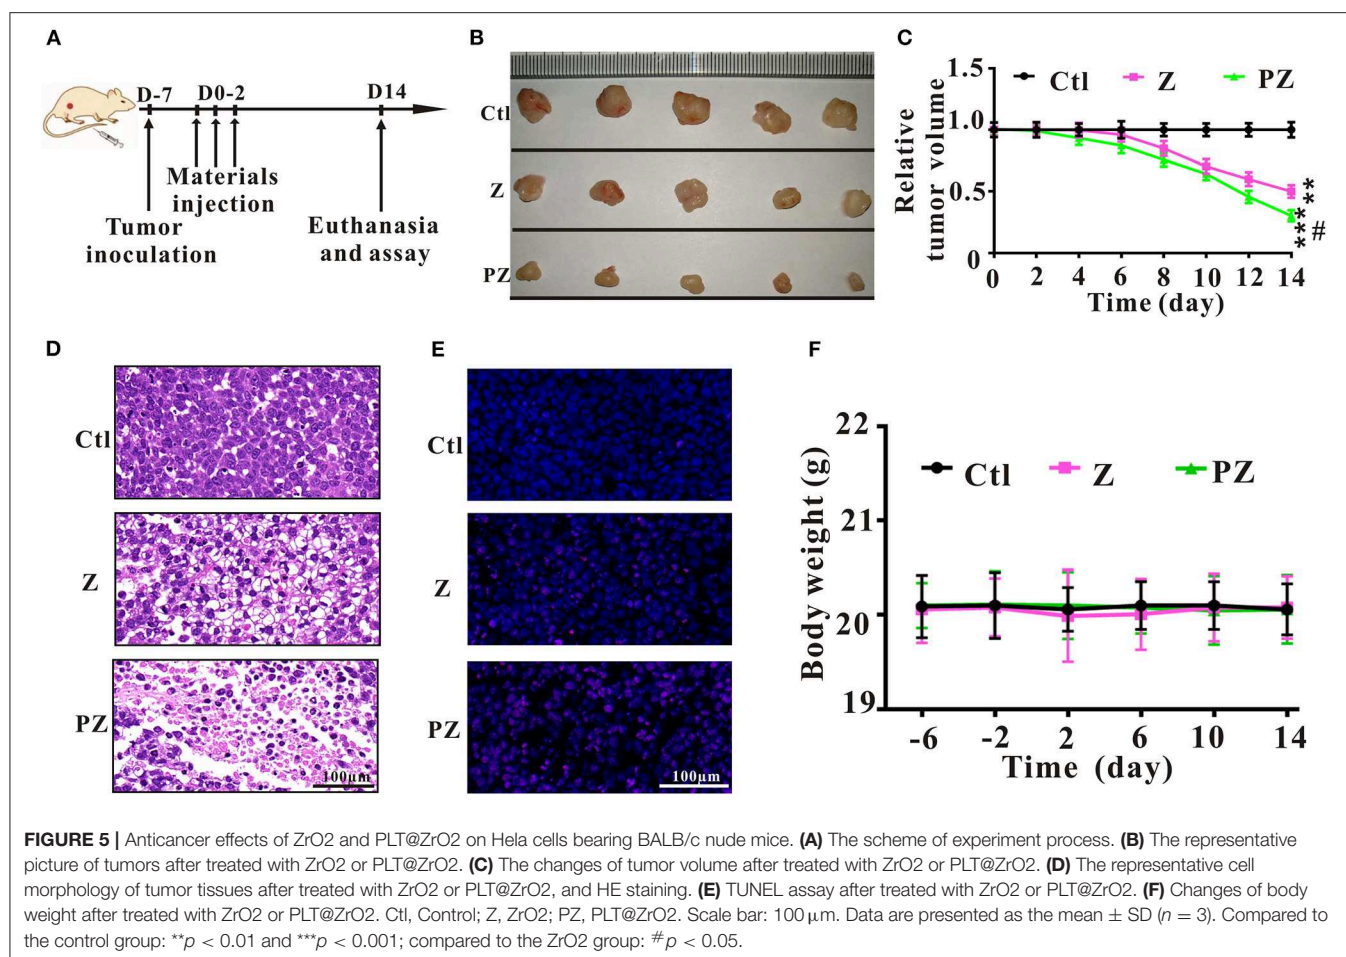 A
D-7
D0-2
D14
Materials
injection
Tumor
inoculation
Euthanasia
and assay
B
Ctl
Z
PZ
C
Ctl
Z
PZ
1.5
1.0
0.5
0
Relative
tumor volume
**
***
#
0 2 4 6 8 10 12 14
Time (day)
D
Ctl
Z
PZ
100μm
E
Ctl
Z
PZ
100μm
F
Ctl
Z
PZ
22
21
20
19
Body weight (g)
-6 -2 2 6 10 14
Time (day)
FIGURE 5 | Anticancer effects of ZrO2 and PLT@ZrO2 on Hela cells bearing BALB/c nude mice. (A) The scheme of experiment process. (B) The representative
picture of tumors after treated with ZrO2 or PLT@ZrO2. (C) The changes of tumor volume after treated with ZrO2 or PLT@ZrO2. (D) The representative cell
morphology of tumor tissues after treated with ZrO2 or PLT@ZrO2, and HE staining. (E) TUNEL assay after treated with ZrO2 or PLT@ZrO2. (F) Changes of body
weight after treated with ZrO2 or PLT@ZrO2. Ctl, Control; Z, ZrO2; PZ, PLT@ZrO2. Scale bar: 100 μm. Data are presented as the mean ± SD (n = 3). Compared to
the control group: **p < 0.01 and ***p < 0.001; compared to the ZrO2 group: #p < 0.05.